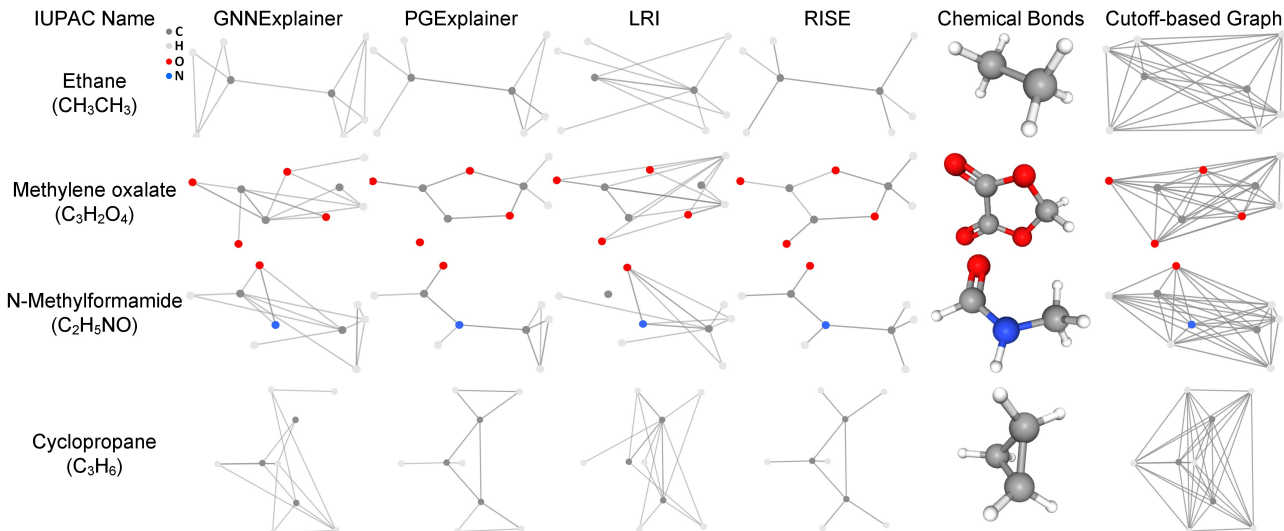 IUPAC Name GNNExplainer PGExplainer LRI RISE Chemical Bonds Cutoff-based Graph
C
H
O
N
Ethane
(CH₃CH₃)
Methylene oxalate
(C₃H₂O₄)
N-Methylformamide
(C₂H₅NO)
Cyclopropane
(C₃H₆)